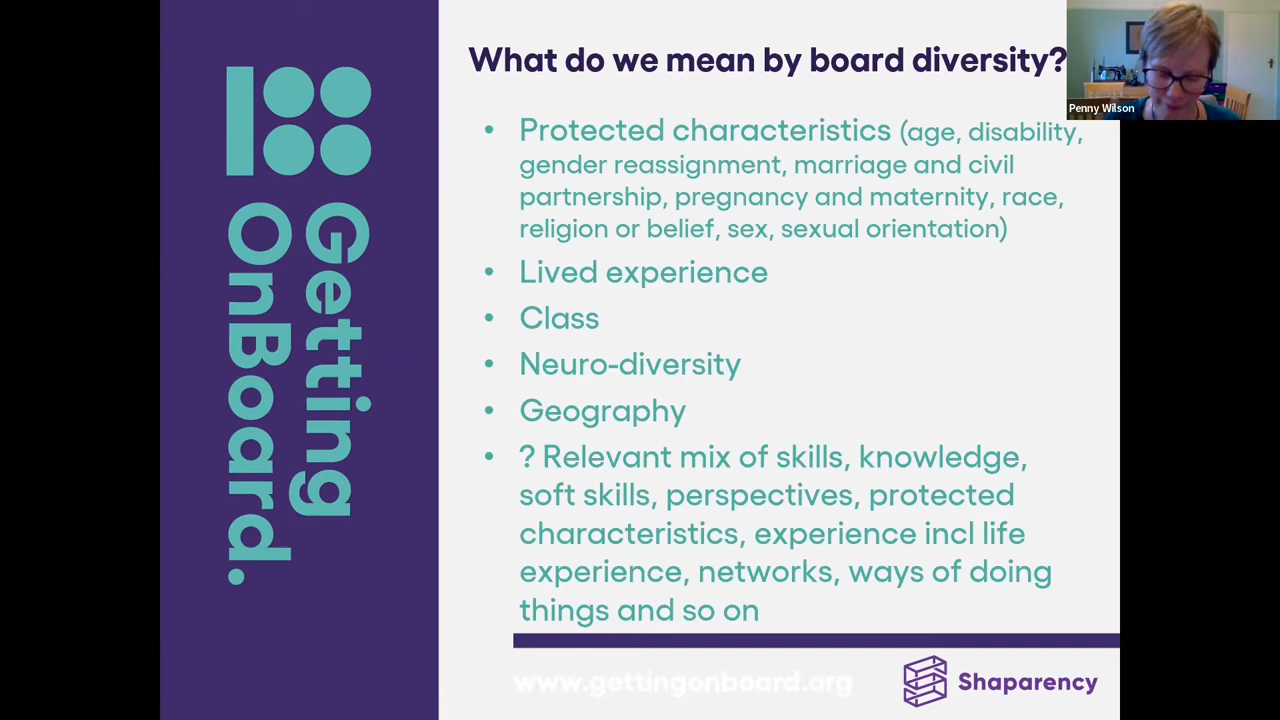 Getting
OnBoard.
What do we mean by board diversity?
Penny Wilson
• Protected characteristics (age, disability,
gender reassignment, marriage and civil
partnership, pregnancy and maternity, race,
religion or belief, sex, sexual orientation)
• Lived experience
• Class
• Neuro-diversity
• Geography
• ? Relevant mix of skills, knowledge,
soft skills, perspectives, protected
characteristics, experience incl life
experience, networks, ways of doing
things and so on
www.gettingonboard.org
Shaparency